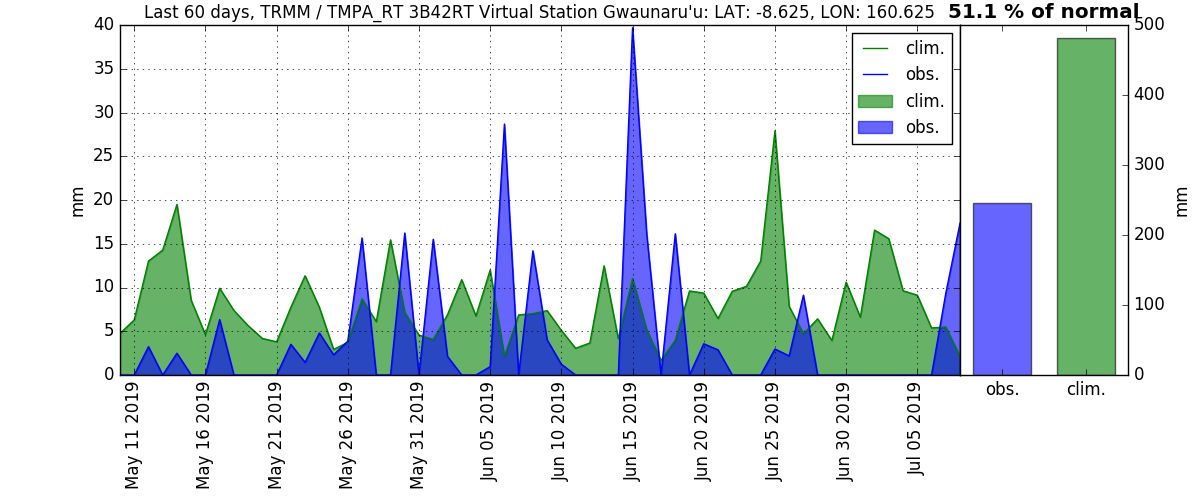 Last 60 days, TRMM / TMPA_RT 3B42RT Virtual Station Gwaunaru'u: LAT: -8.625, LON: 160.625 51.1 % of normal
40
35
30
25
20
15
10
5
0
mm
clim.
obs.
clim.
obs.
May 11 2019
May 16 2019
May 21 2019
May 26 2019
May 31 2019
Jun 05 2019
Jun 10 2019
Jun 15 2019
Jun 20 2019
Jun 25 2019
Jun 30 2019
Jul 05 2019
500
400
300
200
100
0
mm
obs.
clim.